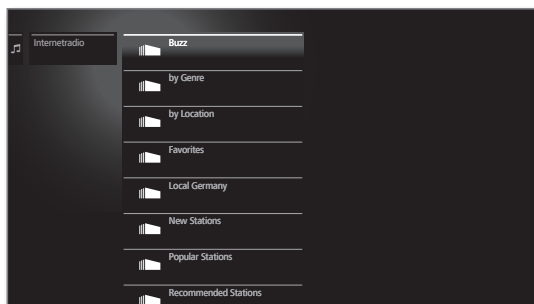 Internetradio
Buzz
by Genre
by Location
Favorites
Local Germany
New Stations
Popular Stations
Recommended Stations